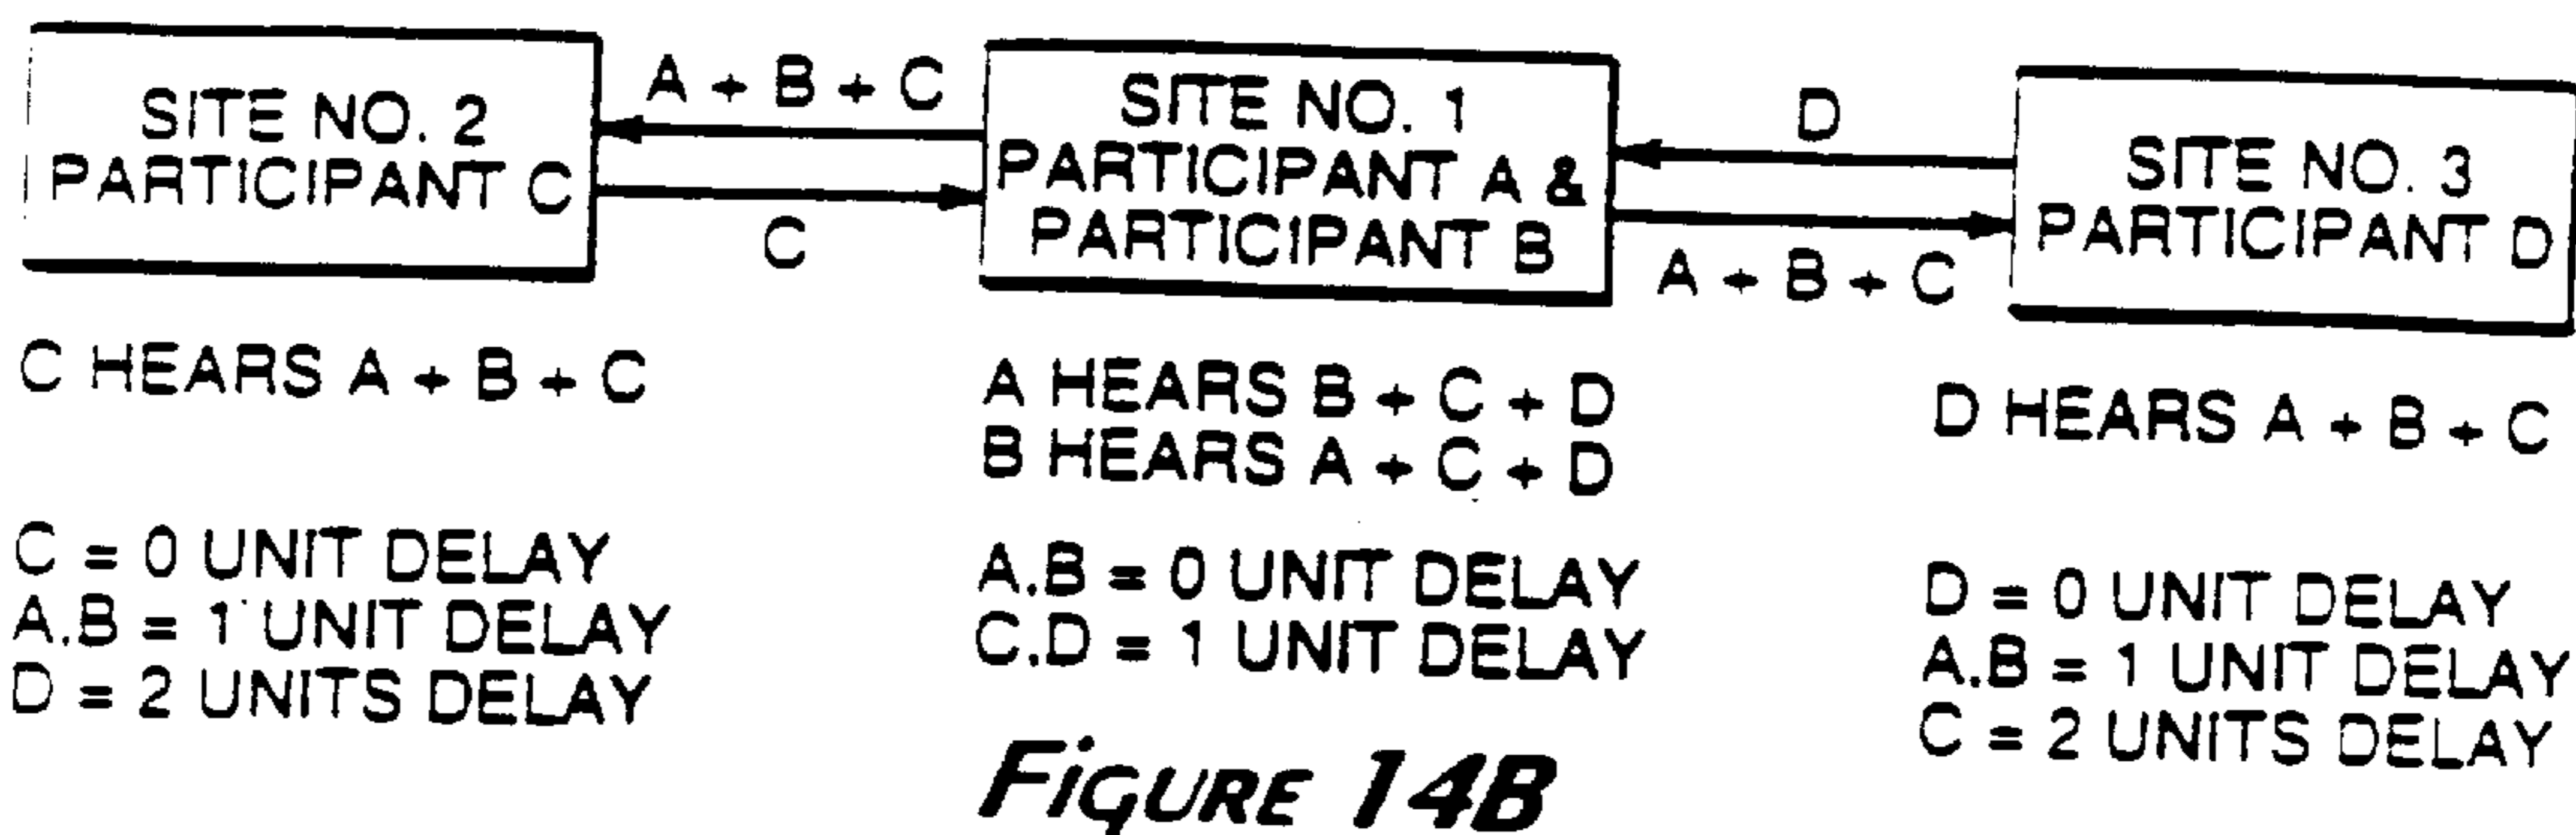 SITE NO. 2
PARTICIPANT C
A + B + C
C
SITE NO. 1
PARTICIPANT A &
PARTICIPANT B
D
A + B + C
SITE NO. 3
PARTICIPANT D
C HEARS A + B + C
A HEARS B + C + D
B HEARS A + C + D
D HEARS A + B + C
C = 0 UNIT DELAY
A.B = 1 UNIT DELAY
D = 2 UNITS DELAY
A.B = 0 UNIT DELAY
C.D = 1 UNIT DELAY
D = 0 UNIT DELAY
A.B = 1 UNIT DELAY
C = 2 UNITS DELAY
FIGURE 14B